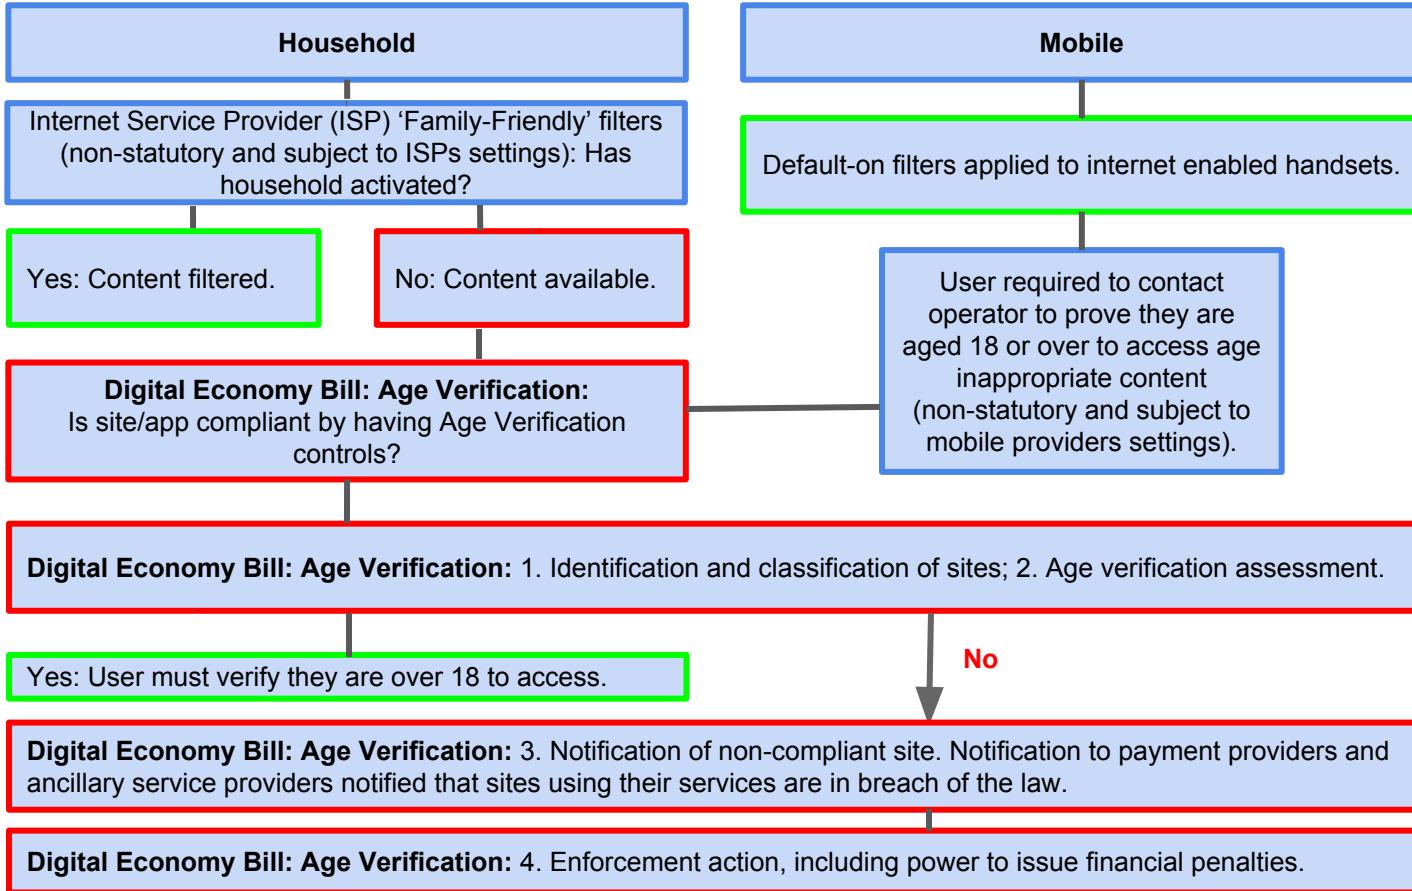 Household
Mobile
Internet Service Provider (ISP) ‘Family-Friendly’ filters
(non-statutory and subject to ISPs settings): Has
household activated?
Default-on filters applied to internet enabled handsets.
Yes: Content filtered.
No: Content available.
User required to contact
operator to prove they are
aged 18 or over to access age
inappropriate content
(non-statutory and subject to
mobile providers settings).
Digital Economy Bill: Age Verification:
Is site/app compliant by having Age Verification
controls?
Digital Economy Bill: Age Verification: 1. Identification and classification of sites; 2. Age verification assessment.
No
Yes: User must verify they are over 18 to access.
Digital Economy Bill: Age Verification: 3. Notification of non-compliant site. Notification to payment providers and
ancillary service providers notified that sites using their services are in breach of the law.
Digital Economy Bill: Age Verification: 4. Enforcement action, including power to issue financial penalties.